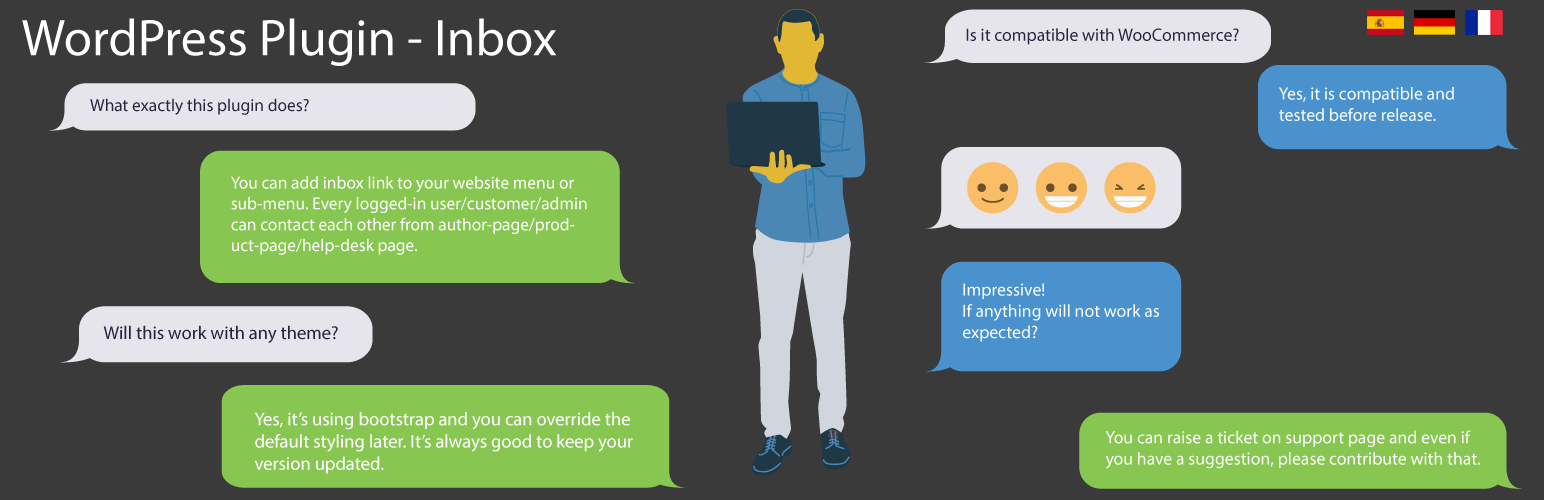 WordPress Plugin - Inbox
What exactly this plugin does?
You can add inbox link to your website menu or
sub-menu. Every logged-in user/customer/admin
can contact each other from author-page/prod-
uct-page/help-desk page.
Will this work with any theme?
Yes, it's using bootstrap and you can override the
default styling later. It's always good to keep your
version updated.
Is it compatible with WooCommerce?
Yes, it is compatible and
tested before release.
Impressive!
If anything will not work as
expected?
You can raise a ticket on support page and even if
you have a suggestion, please contribute with that.